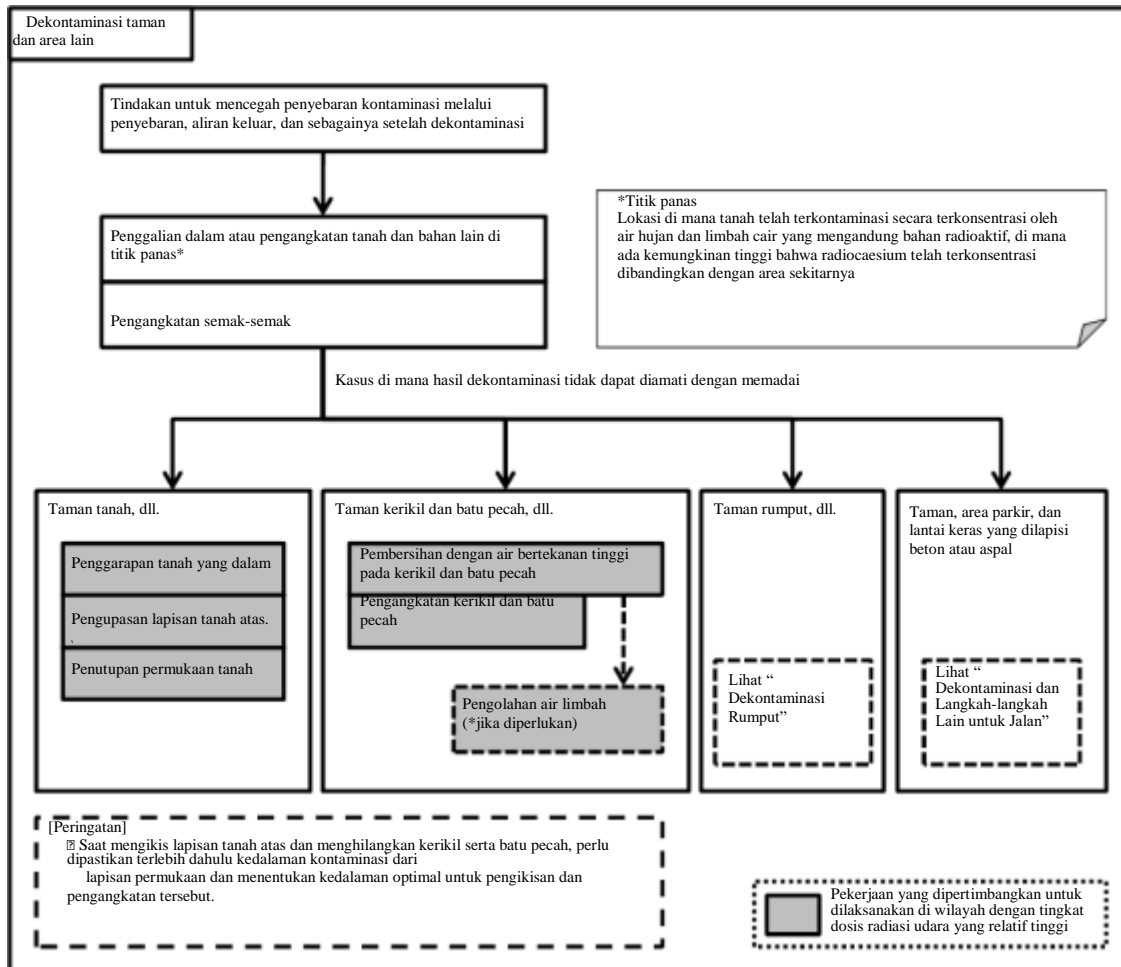 Dekontaminasi taman
dan area lain
Tindakan untuk mencegah penyebaran kontaminasi melalui
penyebaran, aliran keluar, dan sebagainya setelah dekontaminasi
*Titik panas
Lokasi di mana tanah telah terkontaminasi secara terkonsentrasi oleh
air hujan dan limbah cair yang mengandung bahan radioaktif, di mana
ada kemungkinan tinggi bahwa radiocaesium telah terkonsentrasi
dibandingkan dengan area sekitarnya
Penggalian dalam atau pengangkatan tanah dan bahan lain di
titik panas*
Pengangkatan semak-semak
Kasus di mana hasil dekontaminasi tidak dapat diamati dengan memadai
Taman tanah, dll.
Penggarapan tanah yang dalam
Pengupasan lapisan tanah atas.
Penutupan permukaan tanah
Taman kerikil dan batu pecah, dll.
Pembersihan dengan air bertekanan tinggi
pada kerikil dan batu pecah
Pengangkatan kerikil dan batu
pecah
Pengolahan air limbah
(*jika diperlukan)
Taman rumput, dll.
Lihat “
Dekontaminasi
Rumput”
Taman, area parkir, dan
lantai keras yang dilapisi
beton atau aspal
Lihat “
Dekontaminasi dan
Langkah-langkah
Lain untuk Jalan”
[Peringatan]
Saat mengikis lapisan tanah atas dan menghilangkan kerikil serta batu pecah, perlu
dipastikan terlebih dahulu kedalaman kontaminasi dari
lapisan permukaan dan menentukan kedalaman optimal untuk pengikisan dan
pengangkatan tersebut.
Pekerjaan yang dipertimbangkan untuk
dilaksanakan di wilayah dengan tingkat
dosis radiasi udara yang relatif tinggi